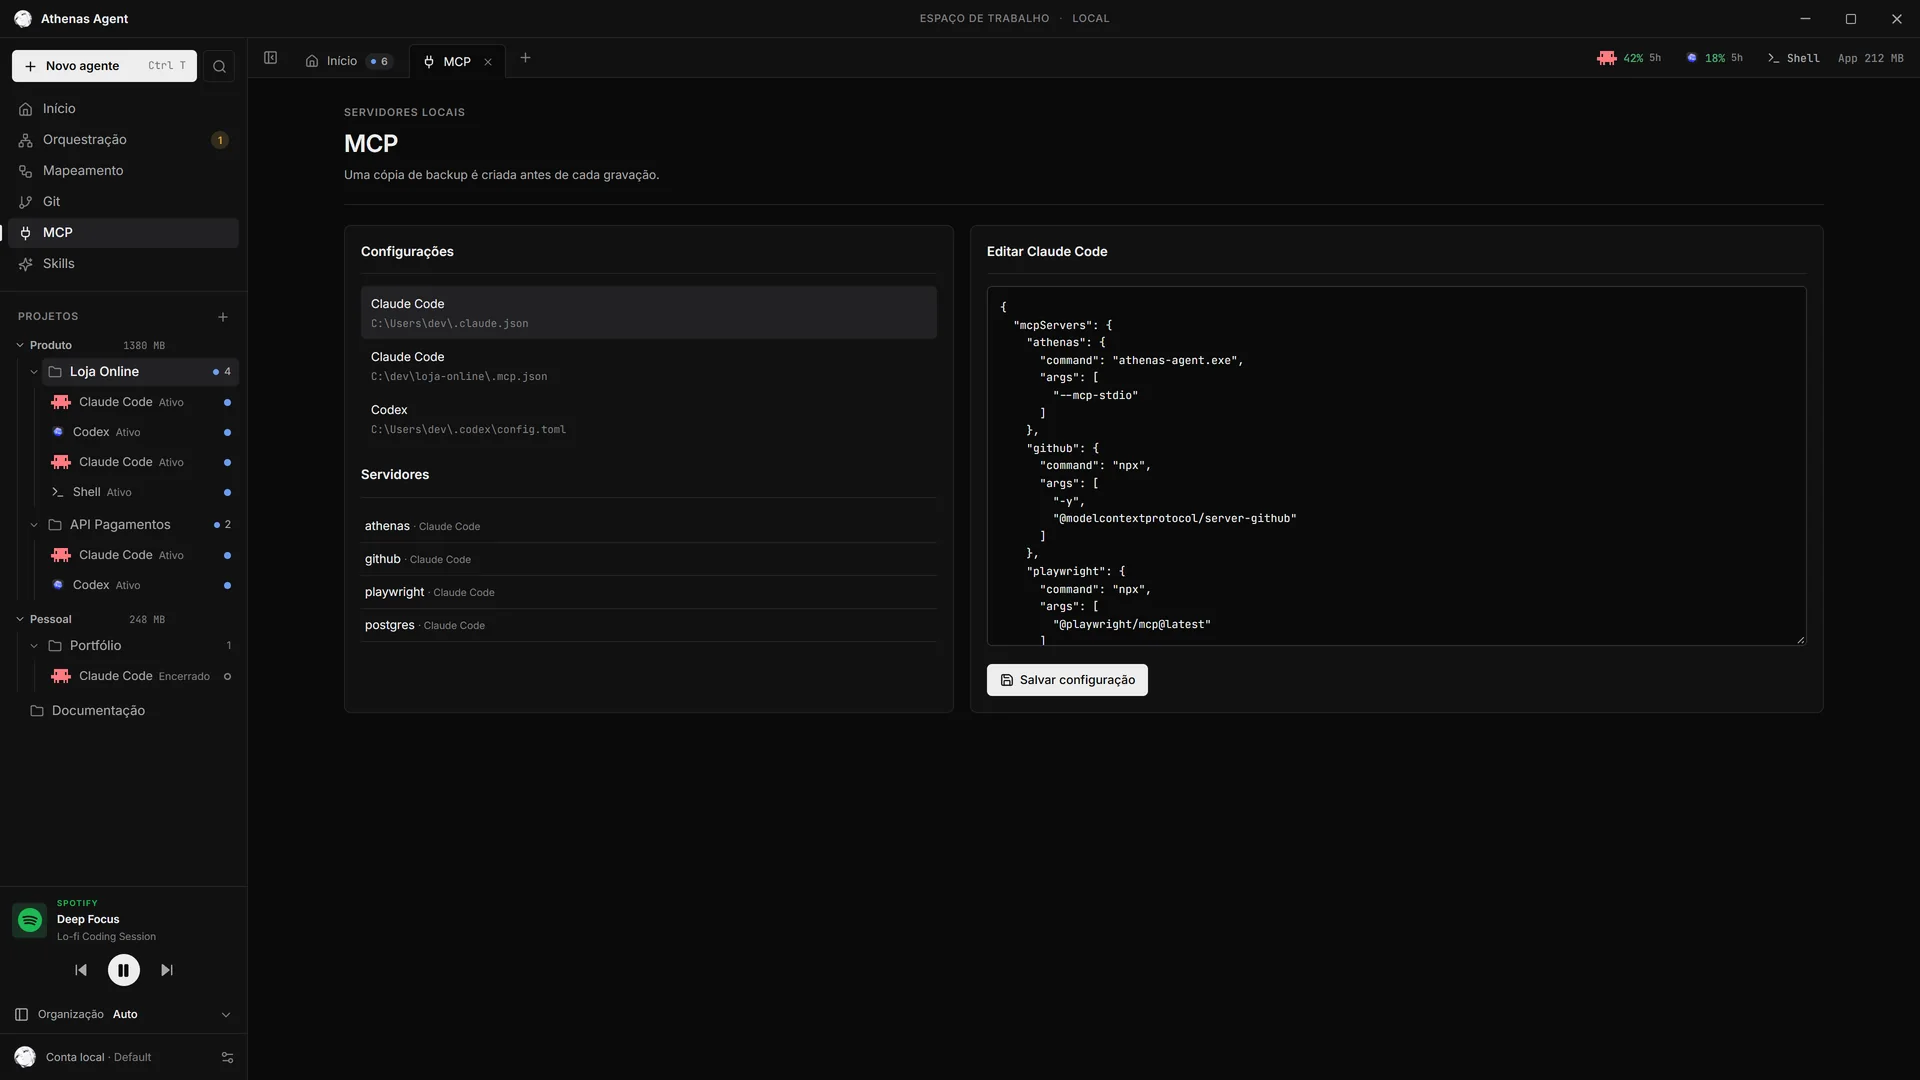 Athenas Agent
ESPAÇO DE TRABALHO · LOCAL
Novo agente Ctrl T
Início
Orquestração 1
Mapeamento
Git
MCP
Skills
PROJETOS
Produto 1380 MB
Loja Online 4
Claude Code Ativo
Codex Ativo
Claude Code Ativo
Shell Ativo
API Pagamentos 2
Claude Code Ativo
Codex Ativo
Pessoal 248 MB
Portfólio 1
Claude Code Encerrado
Documentação
SPOTIFY
Deep Focus
Lo-fi Coding Session
Organização Auto
Conta local · Default
Início 6
MCP
42% 5h
18% 5h
Shell
App 212 MB
SERVIDORES LOCAIS
MCP
Uma cópia de backup é criada antes de cada gravação.
Configurações
Claude Code
C:\Users\dev\.claude.json
Claude Code
C:\dev\loja-online\.mcp.json
Codex
C:\Users\dev\.codex\config.toml
Servidores
athenas · Claude Code
github · Claude Code
playwright · Claude Code
postgres · Claude Code
Editar Claude Code
{
"mcpServers": {
"athenas": {
"command": "athenas-agent.exe",
"args": [
"--mcp-stdio"
]
},
"github": {
"command": "npx",
"args": [
"-y",
"@modelcontextprotocol/server-github"
]
},
"playwright": {
"command": "npx",
"args": [
"@playwright/mcp@latest"
]
Salvar configuração